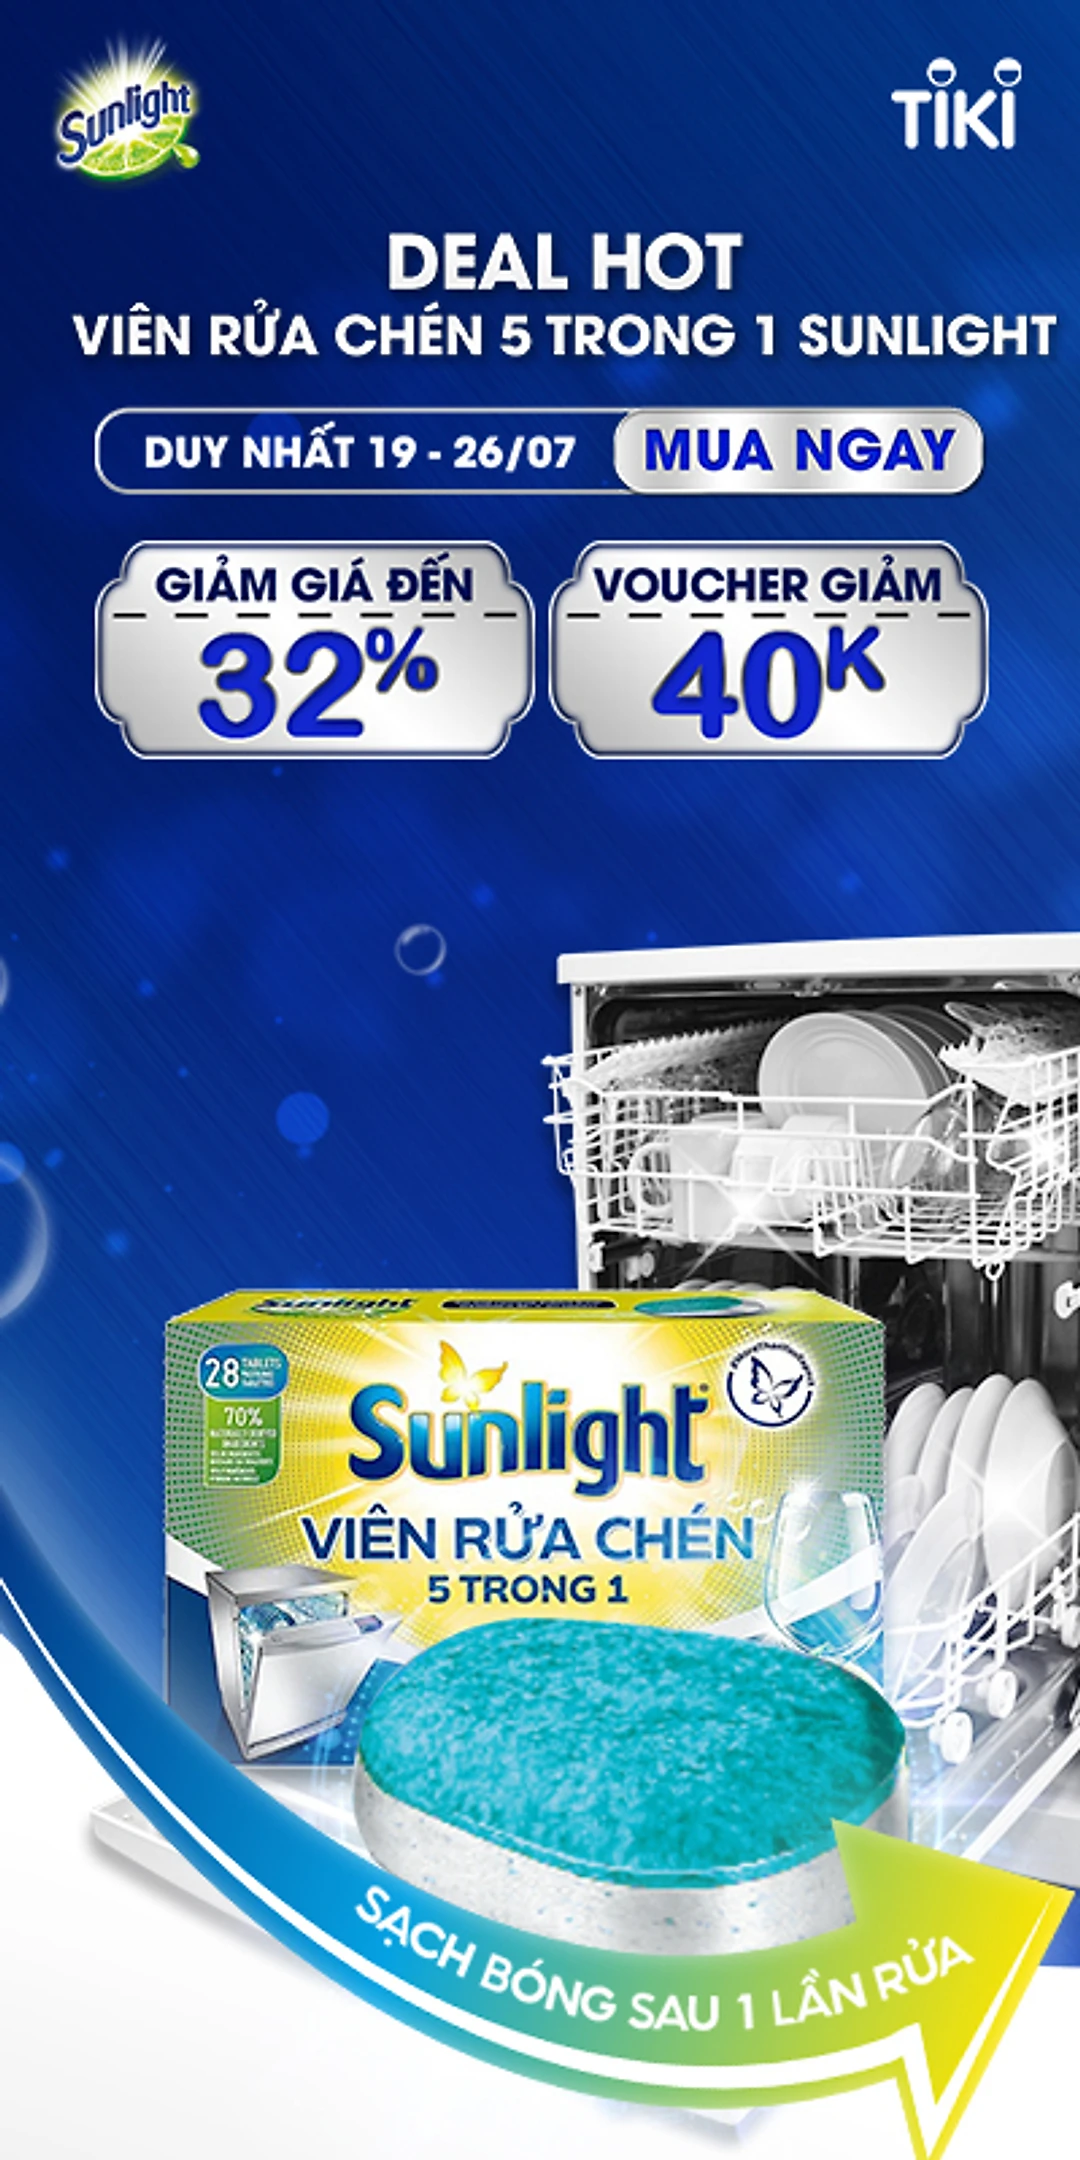 Sunlight
TIKI
DEAL HOT
VIÊN RỬA CHÉN 5 TRONG 1 SUNLIGHT
DUY NHẤT 19 - 26/07
MUA NGAY
GIẢM GIÁ ĐẾN
32%
VOUCHER GIẢM
40K
Sunlight
28 TABLETS
70%
Sunlight
VIÊN RỬA CHÉN
5 TRONG 1
SẠCH BÓNG SAU 1 LẦN RỬA